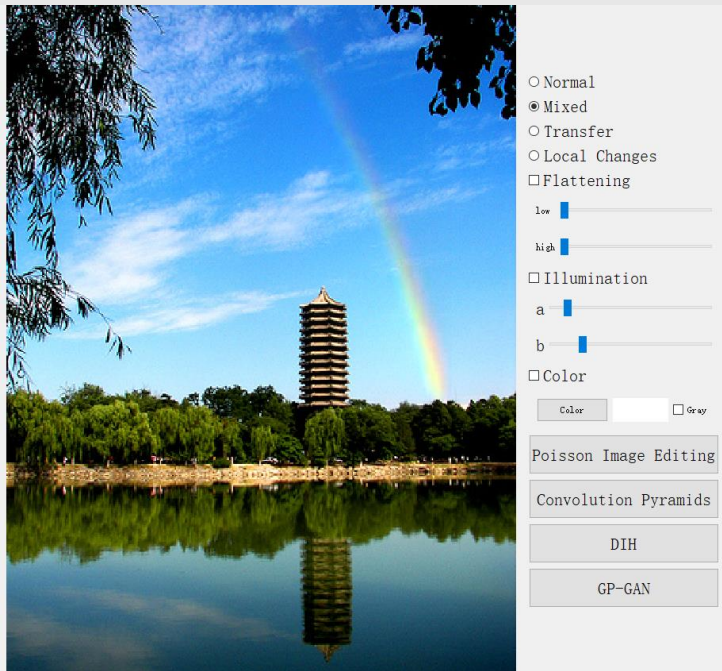 Normal
Mixed
Transfer
Local Changes
Flattening
low
high
Illumination
a
b
Color
Color
Gray
Poisson Image Editing
Convolution Pyramids
DIH
GP-GAN